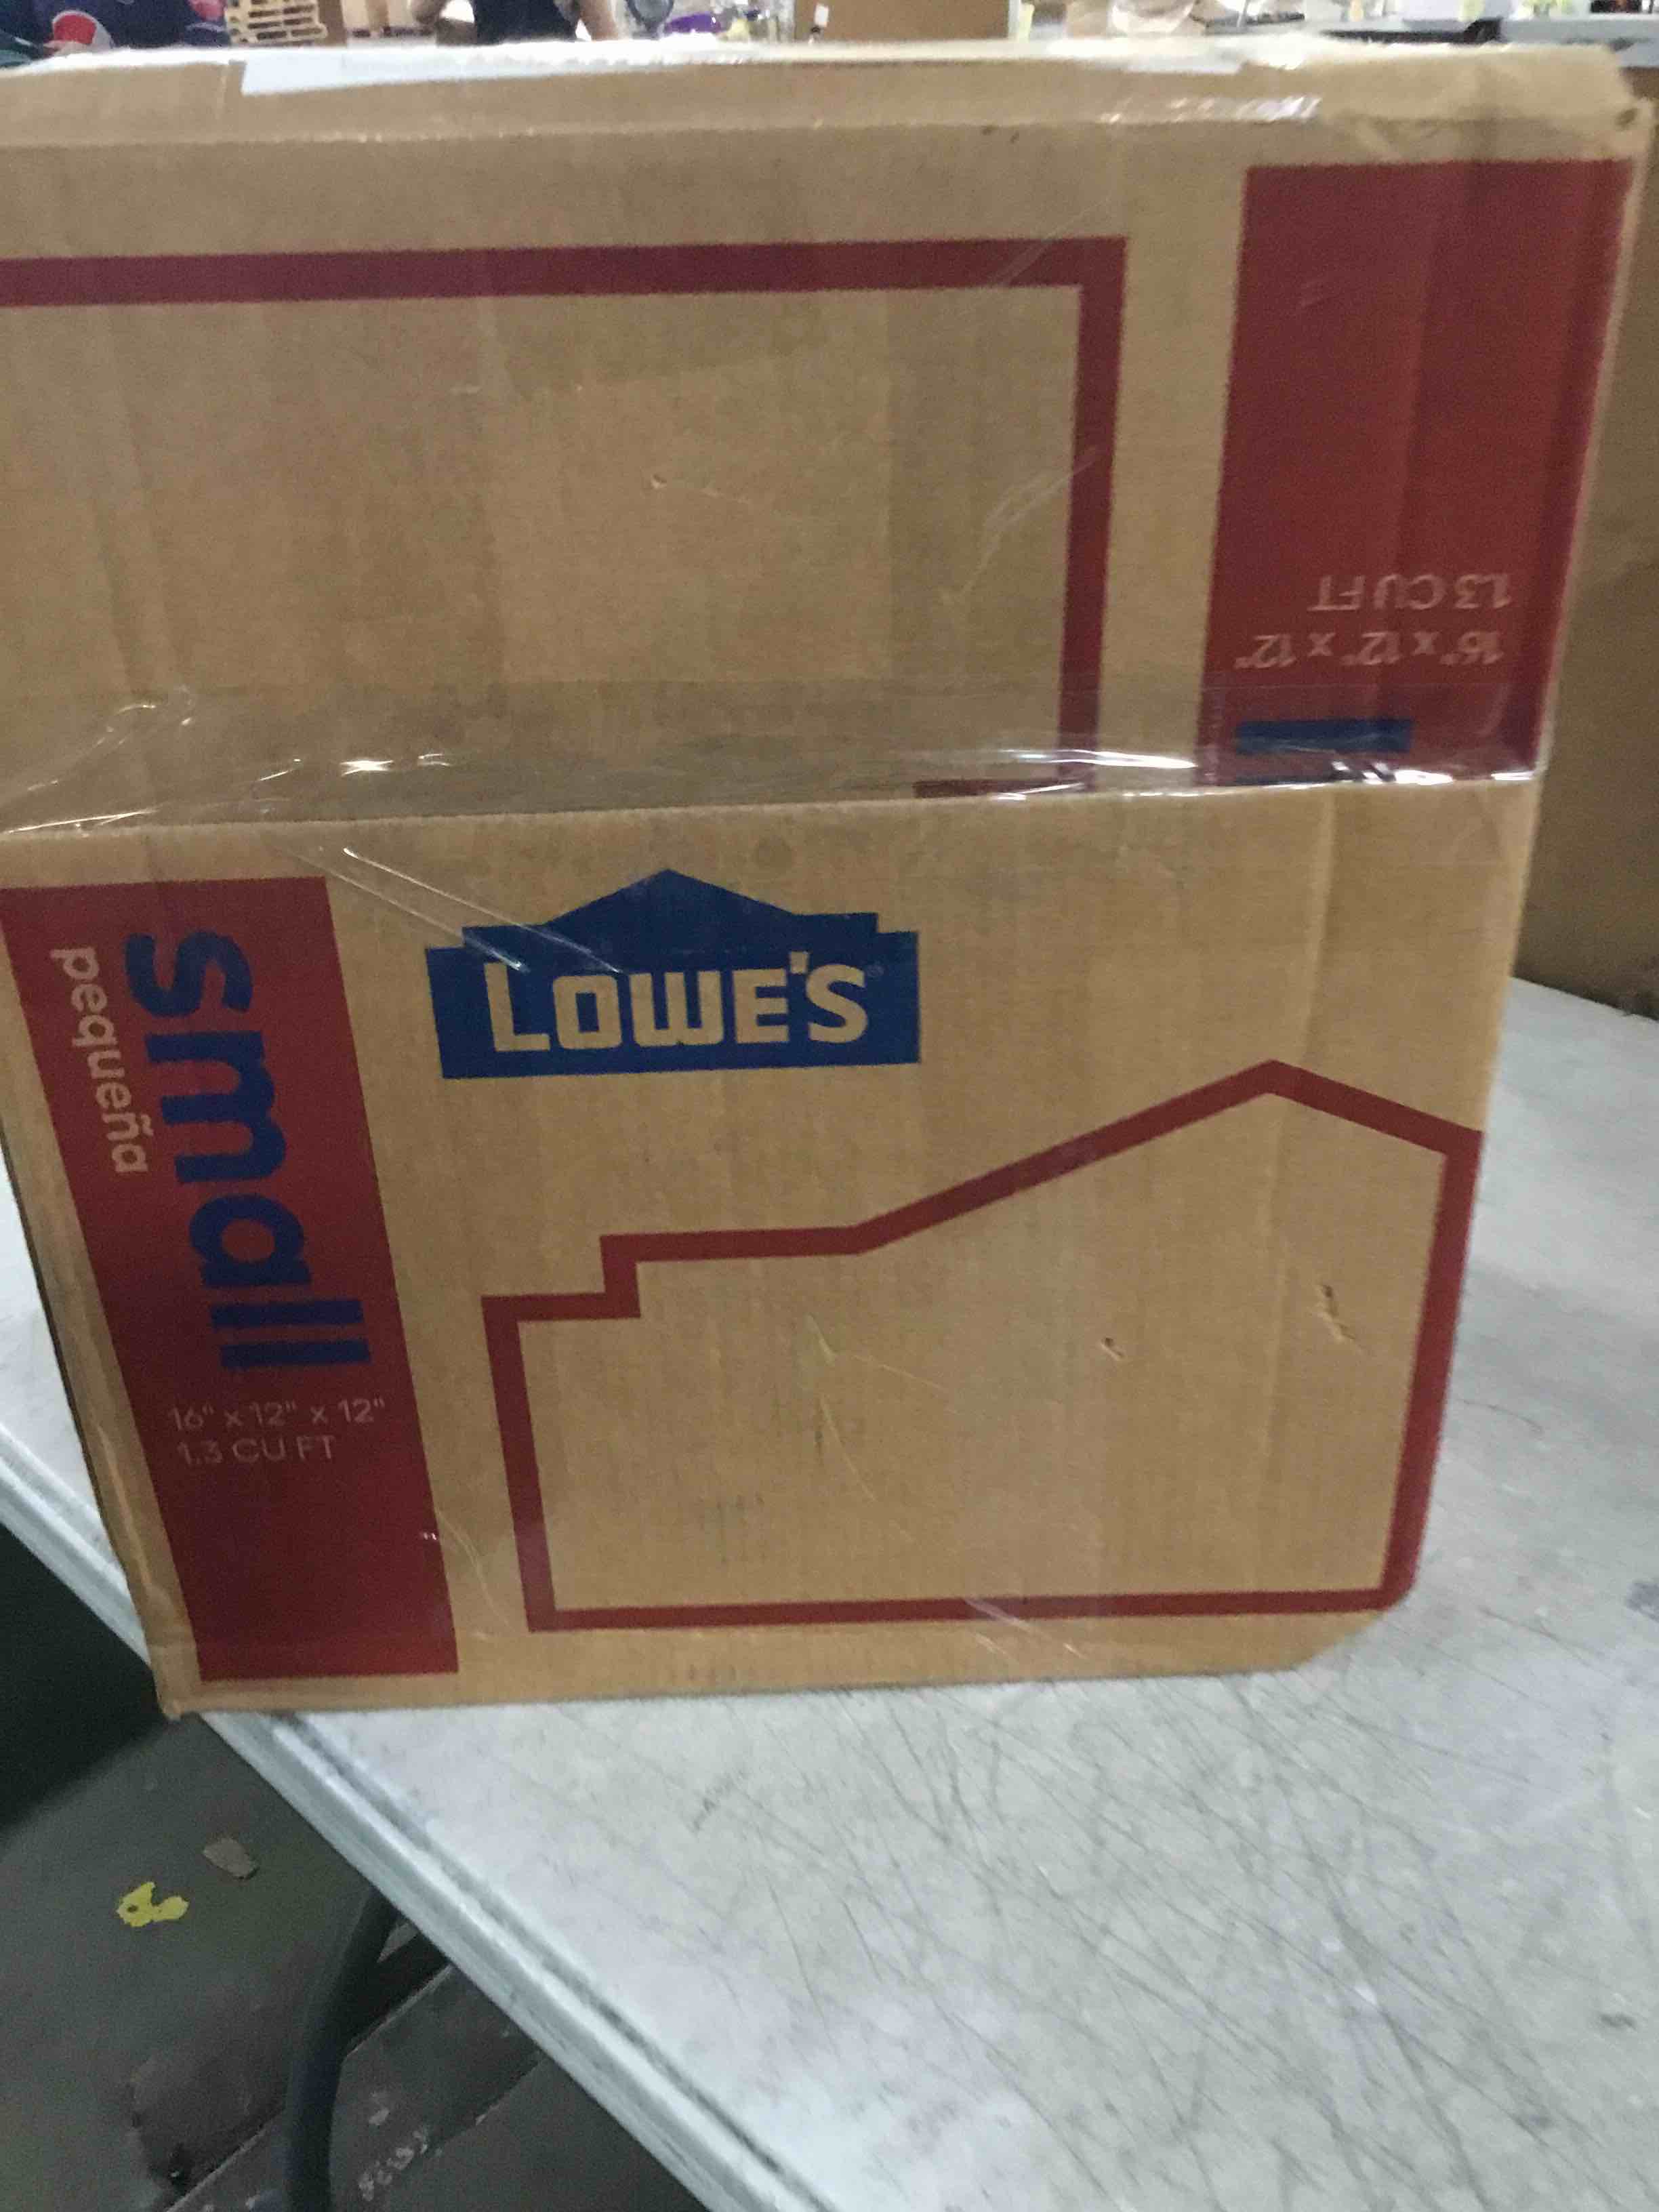 1.3 CU FT
16" x 12" x 12"
LOWE'S
small
pequeña
16" x 12" x 12"
1.3 CU FT